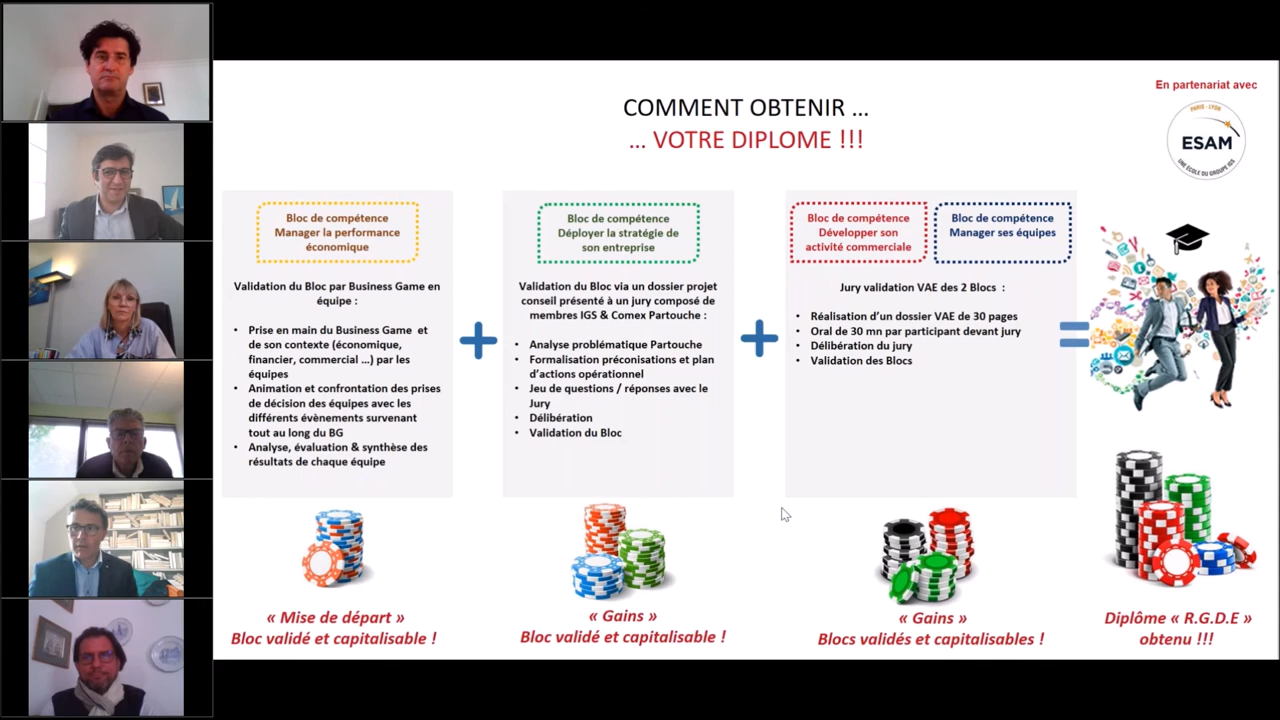 En partenariat avec
PARIS - LYON
ESAM
UNE ÉCOLE DU GROUPE IGS
COMMENT OBTENIR ...
... VOTRE DIPLOME !!!
Bloc de compétence
Manager la performance
économique
Validation du Bloc par Business Game en
équipe :
• Prise en main du Business Game et
de son contexte (économique,
financier, commercial ...) par les
équipes
• Animation et confrontation des prises
de décision des équipes avec les
différents évènements survenant
tout au long du BG
• Analyse, évaluation & synthèse des
résultats de chaque équipe
« Mise de départ »
Bloc validé et capitalisable !
Bloc de compétence
Déployer la stratégie de
son entreprise
Validation du Bloc via un dossier projet
conseil présenté à un jury composé de
membres IGS & Comex Partouche :
• Analyse problématique Partouche
• Formalisation préconisations et plan
d'actions opérationnel
• Jeu de questions / réponses avec le
Jury
• Délibération
• Validation du Bloc
« Gains »
Bloc validé et capitalisable !
Bloc de compétence
Développer son
activité commerciale
Bloc de compétence
Manager ses équipes
Jury validation VAE des 2 Blocs :
• Réalisation d'un dossier VAE de 30 pages
• Oral de 30 mn par participant devant jury
• Délibération du jury
• Validation des Blocs
« Gains »
Blocs validés et capitalisables !
Diplôme « R.G.D.E »
obtenu !!!